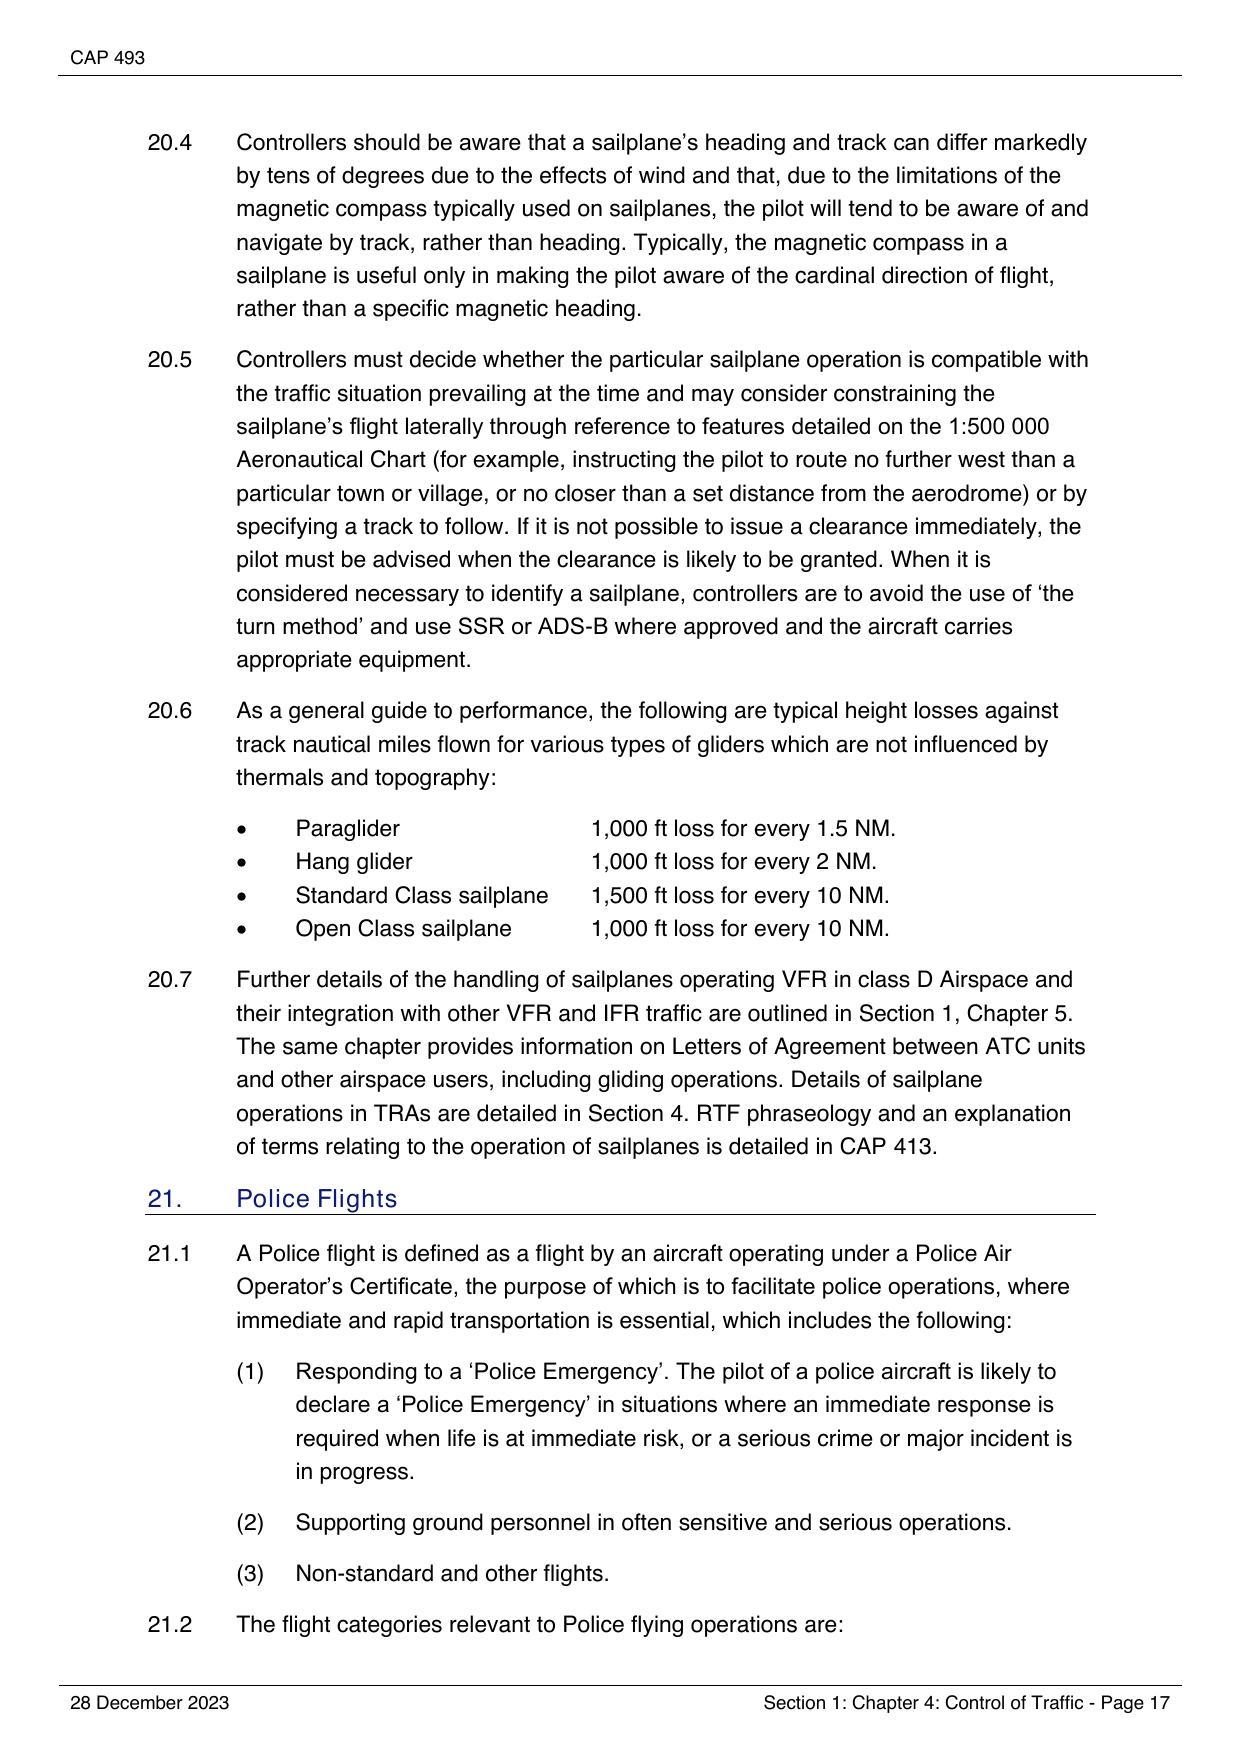 CAP 493
20.4 Controllers should be aware that a sailplane’s heading and track can differ markedly
by tens of degrees due to the effects of wind and that, due to the limitations of the
magnetic compass typically used on sailplanes, the pilot will tend to be aware of and
navigate by track, rather than heading. Typically, the magnetic compass in a
sailplane is useful only in making the pilot aware of the cardinal direction of flight,
rather than a specific magnetic heading.
20.5 Controllers must decide whether the particular sailplane operation is compatible with
the traffic situation prevailing at the time and may consider constraining the
sailplane’s flight laterally through reference to features detailed on the 1:500 000
Aeronautical Chart (for example, instructing the pilot to route no further west than a
particular town or village, or no closer than a set distance from the aerodrome) or by
specifying a track to follow. If it is not possible to issue a clearance immediately, the
pilot must be advised when the clearance is likely to be granted. When it is
considered necessary to identify a sailplane, controllers are to avoid the use of ‘the
turn method’ and use SSR or ADS-B where approved and the aircraft carries
appropriate equipment.
20.6 As a general guide to performance, the following are typical height losses against
track nautical miles flown for various types of gliders which are not influenced by
thermals and topography:
• Paraglider 1,000 ft loss for every 1.5 NM.
• Hang glider 1,000 ft loss for every 2 NM.
• Standard Class sailplane 1,500 ft loss for every 10 NM.
• Open Class sailplane 1,000 ft loss for every 10 NM.
20.7 Further details of the handling of sailplanes operating VFR in class D Airspace and
their integration with other VFR and IFR traffic are outlined in Section 1, Chapter 5.
The same chapter provides information on Letters of Agreement between ATC units
and other airspace users, including gliding operations. Details of sailplane
operations in TRAs are detailed in Section 4. RTF phraseology and an explanation
of terms relating to the operation of sailplanes is detailed in CAP 413.
21. Police Flights
21.1 A Police flight is defined as a flight by an aircraft operating under a Police Air
Operator’s Certificate, the purpose of which is to facilitate police operations, where
immediate and rapid transportation is essential, which includes the following:
(1) Responding to a ‘Police Emergency’. The pilot of a police aircraft is likely to
declare a ‘Police Emergency’ in situations where an immediate response is
required when life is at immediate risk, or a serious crime or major incident is
in progress.
(2) Supporting ground personnel in often sensitive and serious operations.
(3) Non-standard and other flights.
21.2 The flight categories relevant to Police flying operations are:
28 December 2023 Section 1: Chapter 4: Control of Traffic - Page 17